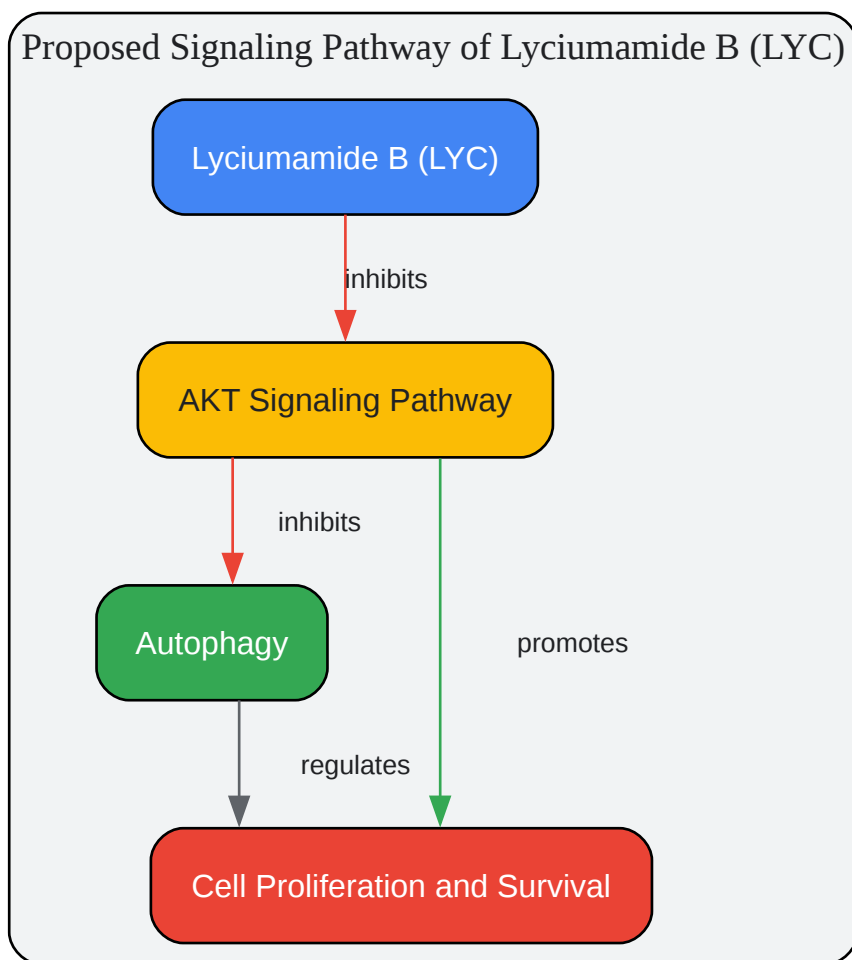 Proposed Signaling Pathway of Lyciumamide B (LYC)
Lyciumamide B (LYC)
inhibits
AKT Signaling Pathway
inhibits
Autophagy
promotes
regulates
Cell Proliferation and Survival